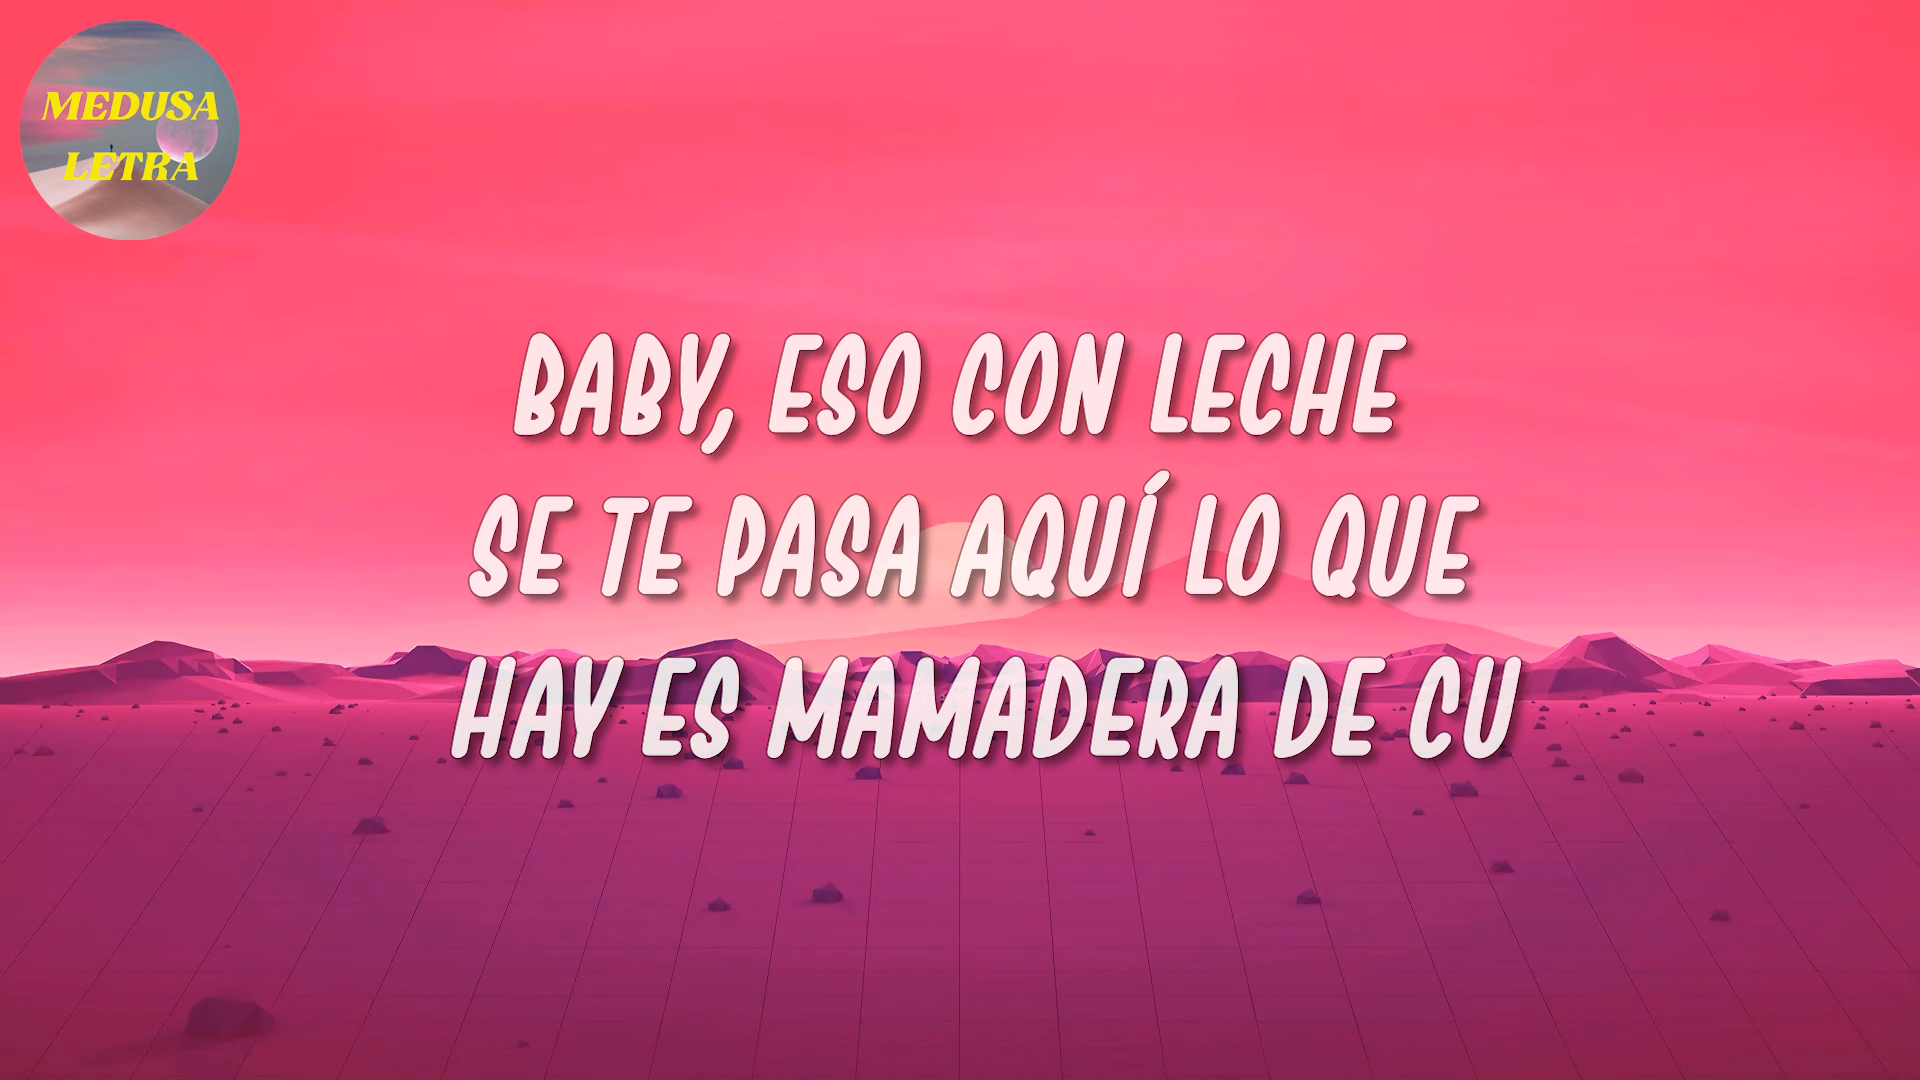 MEDUSA
LETRA
BABY, ESO CON LECHE
SE TE PASA AQUÍ LO QUE
HAY ES MAMADERA DE CU